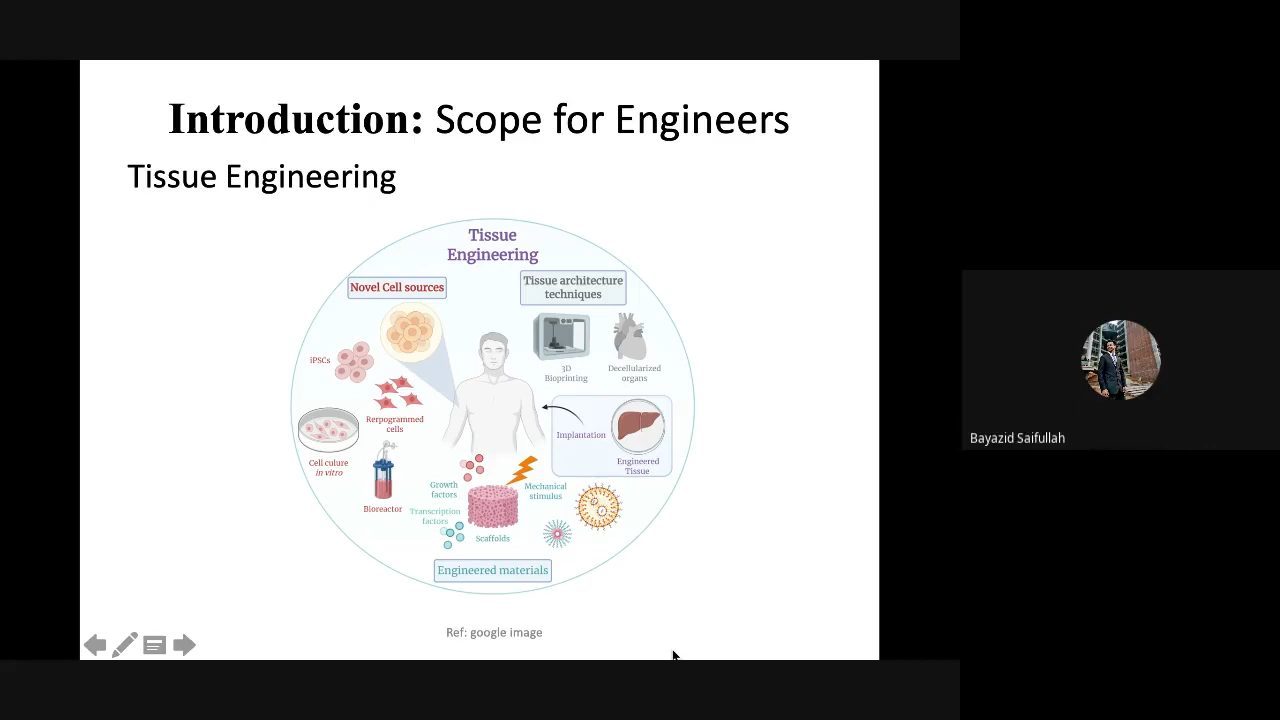 Introduction: Scope for Engineers
Tissue Engineering
Tissue
Engineering
Novel Cell sources
Tissue architecture
techniques
iPSCs
3D
Bioprinting
Decellularized
organs
Rerpogrammed
cells
Implantation
Engineered
Tissue
Cell culure
in vitro
Bioreactor
Growth
factors
Mechanical
stimulus
Transcription
factors
Scaffolds
Engineered materials
Ref: google image
Bayazid Saifullah